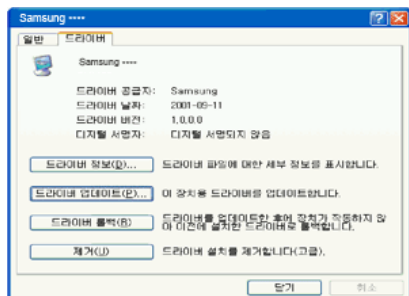 Samsung ••••
일반
드라이버
Samsung ••••
드라이버 공급자: Samsung
드라이버 날짜: 2001-09-11
드라이버 버전: 1.0.0.0
디지털 서명자: 디지털 서명되지 않음
드라이버 정보(D)... 드라이버 파일에 대한 세부 정보를 표시합니다.
드라이버 업데이트(P)... 이 장치용 드라이버를 업데이트합니다.
드라이버 롤백(R) 드라이버를 업데이트한 후에 장치가 작동하지 않
아 이전에 설치한 드라이버로 롤백합니다.
제거(U) 드라이버 설치를 제거합니다(고급).
닫기 취소